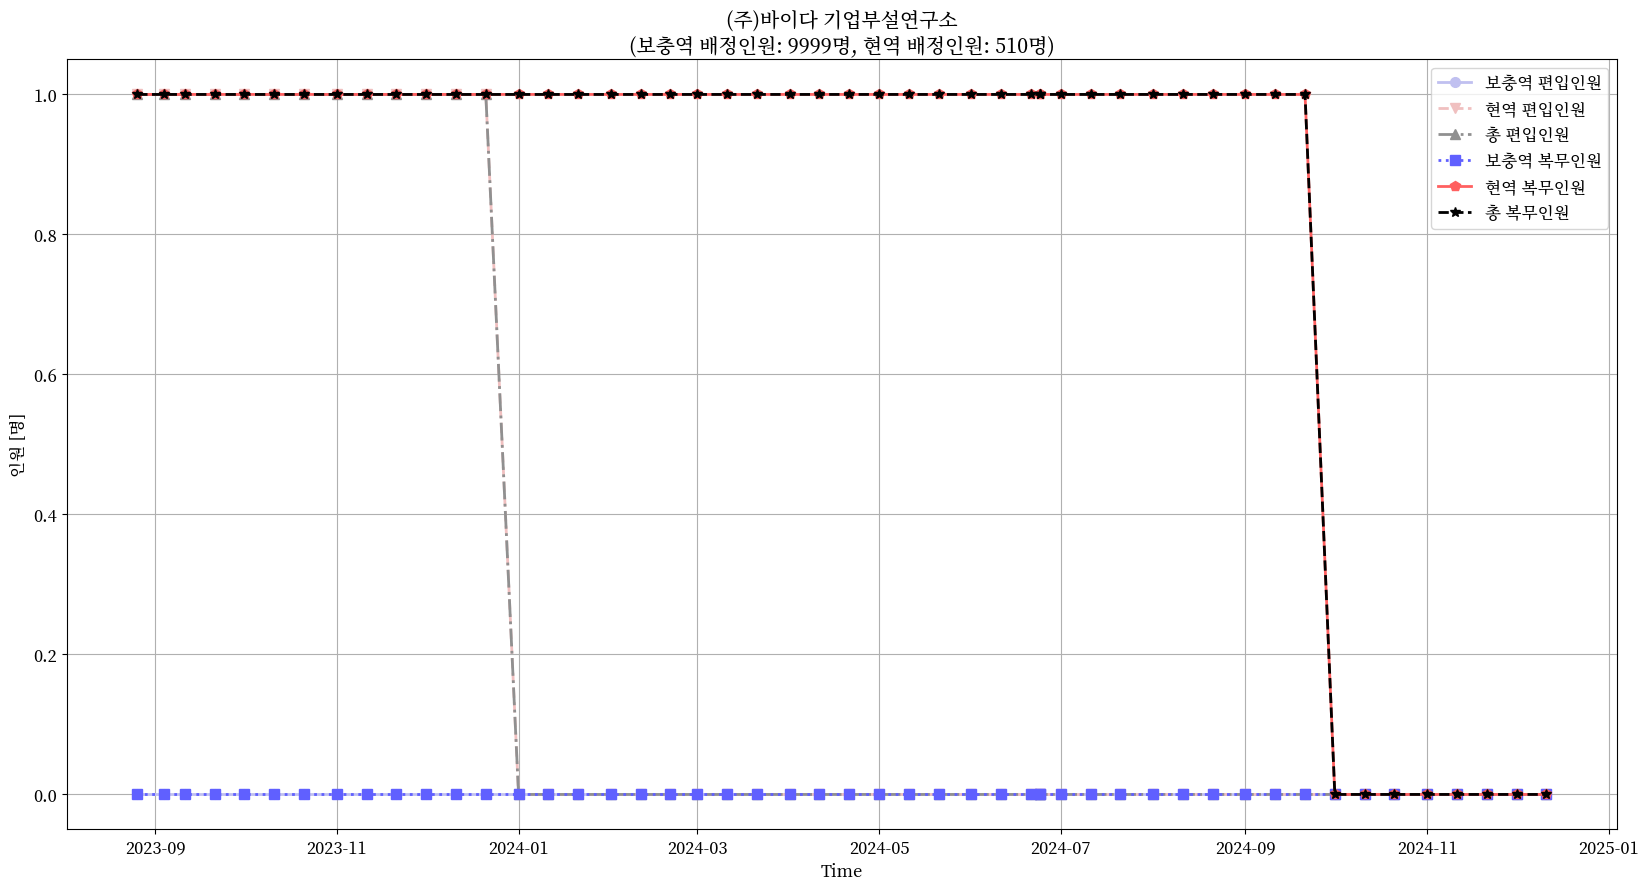 (주)바이다 기업부설연구소
(보충역 배정인원: 9999명, 현역 배정인원: 510명)
보충역 편입인원
현역 편입인원
총 편입인원
보충역 복무인원
현역 복무인원
총 복무인원
인원 [명]
1.0
0.8
0.6
0.4
0.2
0.0
2023-09
2023-11
2024-01
2024-03
2024-05
2024-07
2024-09
2024-11
2025-01
Time